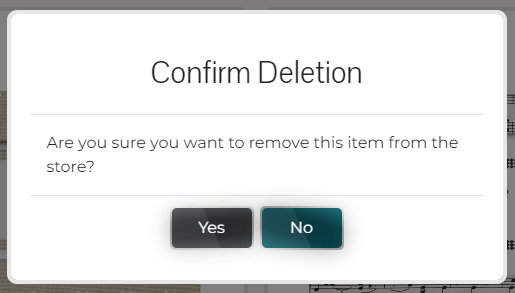 Confirm Deletion
Are you sure you want to remove this item from the
store?
Yes
No